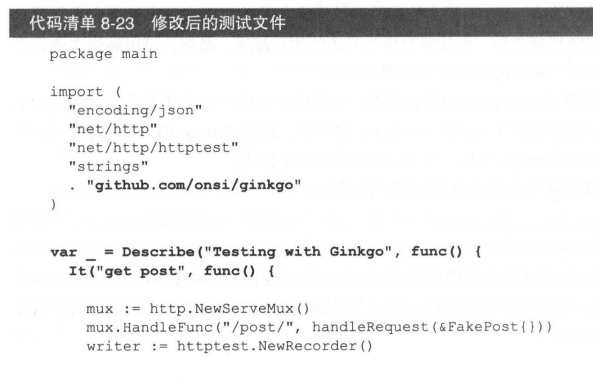 代码清单 8-23 修改后的测试文件
package main
import (
"encoding/json"
"net/http"
"net/http/httptest"
"strings"
. "github.com/onsi/ginkgo"
)
var _ = Describe("Testing with Ginkgo", func() {
It("get post", func() {
mux := http.NewServeMux()
mux.HandleFunc("/post/", handleRequest(&FakePost{}))
writer := httptest.NewRecorder()